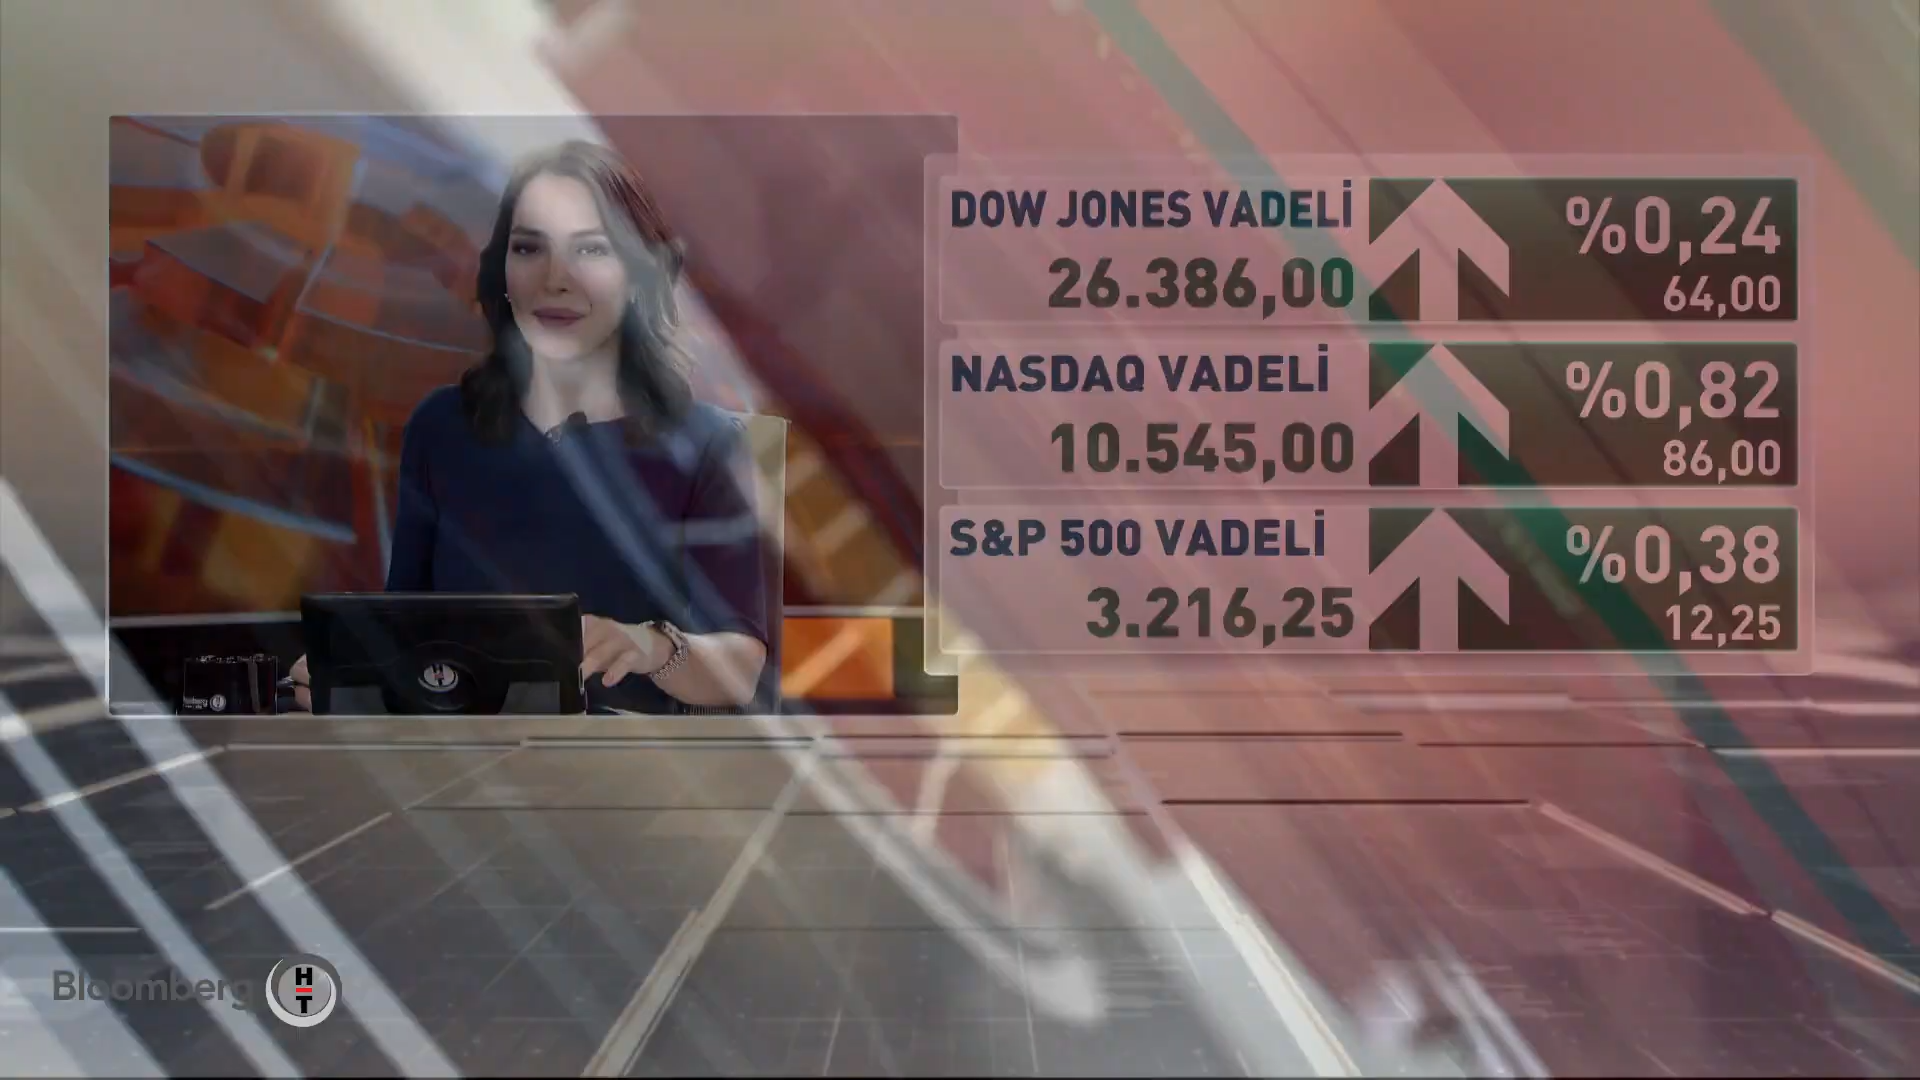 DOW JONES VADELİ
26.386,00
%0,24
64,00
NASDAQ VADELİ
10.545,00
%0,82
86,00
S&P 500 VADELİ
3.216,25
%0,38
12,25
Bloomberg HT